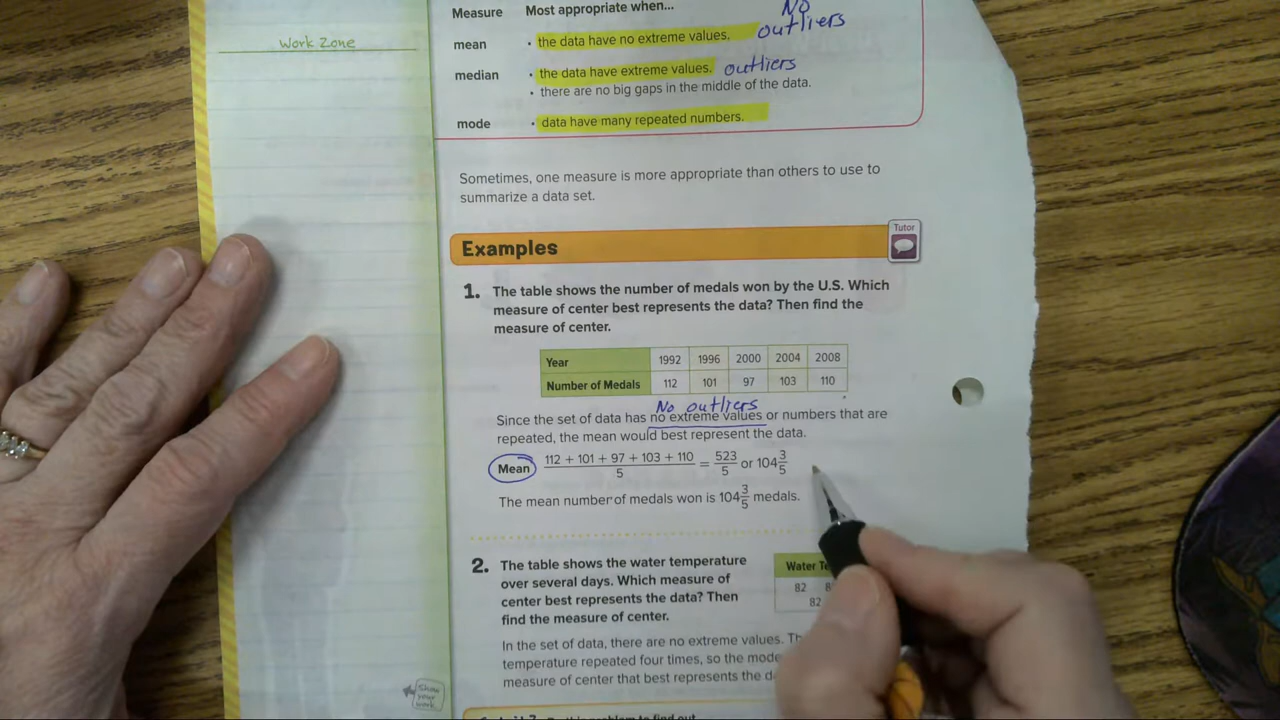 Work Zone
Measure Most appropriate when...
No
outliers
mean • the data have no extreme values.
median • the data have extreme values. outliers
• there are no big gaps in the middle of the data.
mode • data have many repeated numbers.
Sometimes, one measure is more appropriate than others to use to
summarize a data set.
Examples
Tutor
1. The table shows the number of medals won by the U.S. Which
measure of center best represents the data? Then find the
measure of center.
Year 1992 1996 2000 2004 2008
Number of Medals 112 101 97 103 110
No outliers
Since the set of data has no extreme values or numbers that are
repeated, the mean would best represent the data.
Mean (112 + 101 + 97 + 103 + 110)/5 = 523/5 or 104 3/5
The mean number of medals won is 104 3/5 medals.
2. The table shows the water temperature
over several days. Which measure of
center best represents the data? Then
find the measure of center.
Water
82
82
In the set of data, there are no extreme values.
temperature repeated four times, so the mode
measure of center that best represents the
Show
your
work